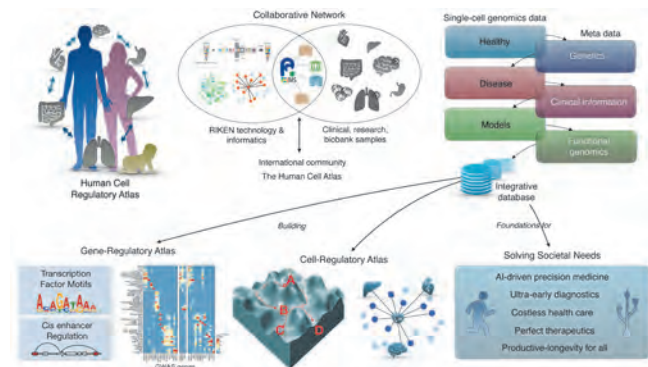 Collaborative Network
Single-cell genomics data
Meta data
Healthy
Genetics
Disease
Clinical information
Models
Functional
genomics
RIKEN technology &
informatics
Clinical, research,
biobank samples
International community
The Human Cell Atlas
Human Cell
Regulatory Atlas
Integrative
database
Building
Foundations for
Gene-Regulatory Atlas
Cell-Regulatory Atlas
Solving Societal Needs
Transcription
Factor Motifs
Cis enhancer
Regulation
A
B
C
D
AI-driven precision medicine
Ultra-early diagnostics
Costless health care
Perfect therapeutics
Productive-longevity for all